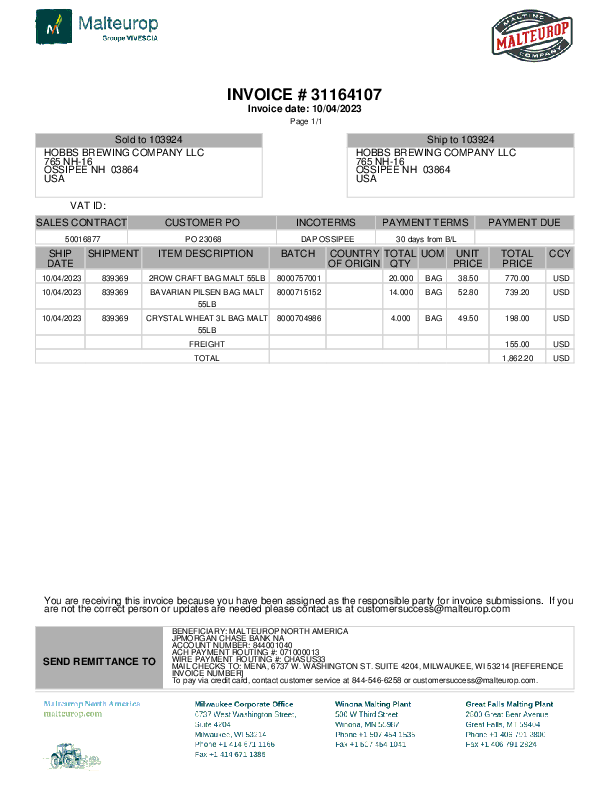 Malteurop
Groupe VIVESCIA
MALTING
MALTEUROP
COMPANY
INVOICE # 31164107
Invoice date: 10/04/2023
Page 1/1
Sold to 103924
HOBBS BREWING COMPANY LLC
765 NH-16
OSSIPEE NH 03864
USA
Ship to 103924
HOBBS BREWING COMPANY LLC
765 NH-16
OSSIPEE NH 03864
USA
VAT ID:
SALES CONTRACT CUSTOMER PO INCOTERMS PAYMENT TERMS PAYMENT DUE
50016877 PO 23068 DAP OSSIPEE 30 days from B/L
SHIP DATE SHIPMENT ITEM DESCRIPTION BATCH COUNTRY OF ORIGIN TOTAL QTY UOM UNIT PRICE TOTAL PRICE CCY
10/04/2023 839369 2ROW CRAFT BAG MALT 55LB 8000757001 20.000 BAG 38.50 770.00 USD
10/04/2023 839369 BAVARIAN PILSEN BAG MALT 55LB 8000715152 14.000 BAG 52.80 739.20 USD
10/04/2023 839369 CRYSTAL WHEAT 3L BAG MALT 55LB 8000704986 4.000 BAG 49.50 198.00 USD
FREIGHT 155.00 USD
TOTAL 1,862.20 USD
You are receiving this invoice because you have been assigned as the responsible party for invoice submissions. If you
are not the correct person or updates are needed please contact us at customersuccess@malteurop.com
SEND REMITTANCE TO
BENEFICIARY: MALTEUROP NORTH AMERICA
JPMORGAN CHASE BANK NA
ACCOUNT NUMBER: 844001040
ACH PAYMENT ROUTING #: 071000013
WIRE PAYMENT ROUTING #: CHASUS33
MAIL CHECKS TO: MENA, 6737 W. WASHINGTON ST. SUITE 4204, MILWAUKEE, WI 53214 [REFERENCE
INVOICE NUMBER]
To pay via credit card, contact customer service at 844-546-6258 or customersuccess@malteurop.com.
Malteurop North America
malteurop.com
Milwaukee Corporate Office
6737 West Washington Street,
Suite 4204
Milwaukee, WI 53214
Phone +1 414 671 1166
Fax +1 414 671 1385
Winona Malting Plant
500 W Third Street
Winona, MN 55987
Phone +1 507 454 1535
Fax +1 507 454 1041
Great Falls Malting Plant
2800 Great Bear Avenue
Great Falls, MT 59404
Phone +1 406 791 2800
Fax +1 406 791 2824